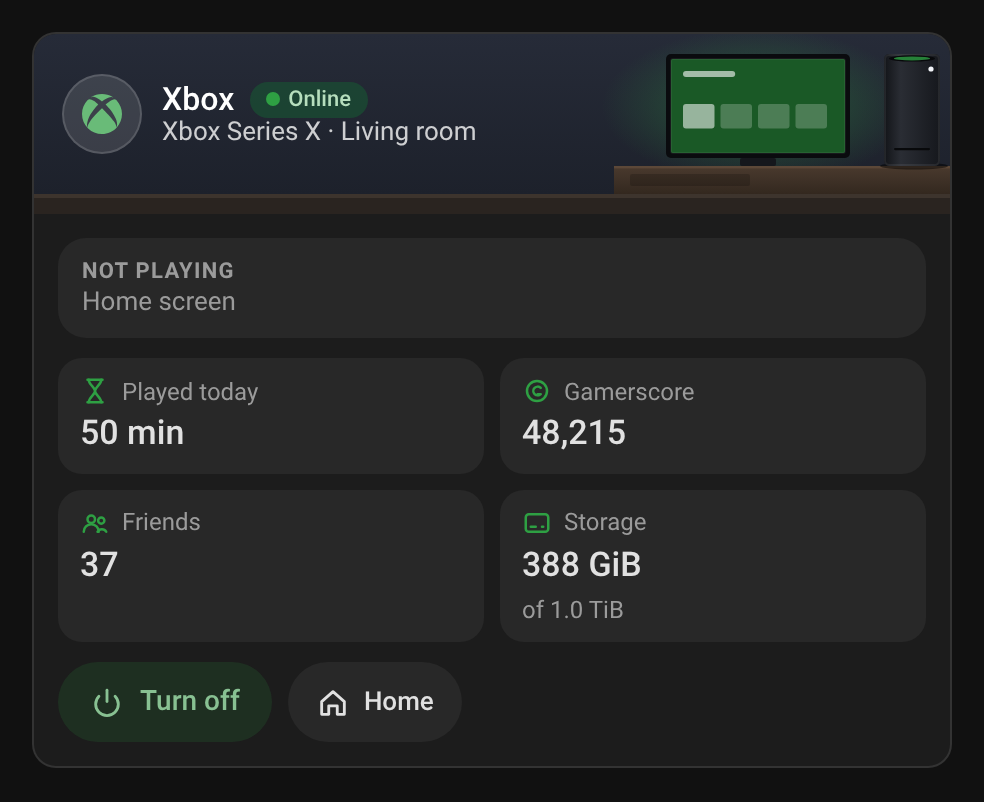 Xbox
Online
Xbox Series X · Living room
NOT PLAYING
Home screen
Played today
50 min
Gamerscore
48,215
Friends
37
Storage
388 GiB
of 1.0 TiB
Turn off
Home